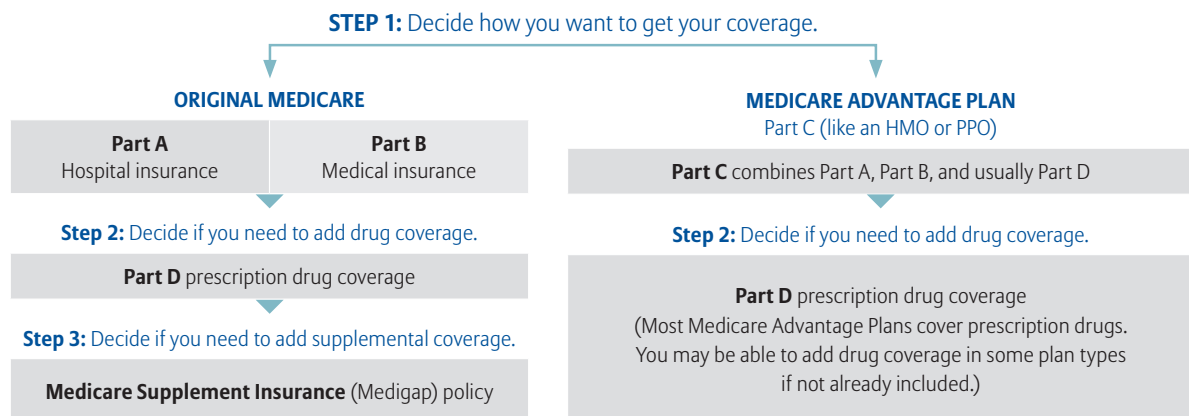 STEP 1: Decide how you want to get your coverage.
ORIGINAL MEDICARE
Part A
Hospital insurance
Part B
Medical insurance
Step 2: Decide if you need to add drug coverage.
Part D prescription drug coverage
Step 3: Decide if you need to add supplemental coverage.
Medicare Supplement Insurance (Medigap) policy
MEDICARE ADVANTAGE PLAN
Part C (like an HMO or PPO)
Part C combines Part A, Part B, and usually Part D
Step 2: Decide if you need to add drug coverage.
Part D prescription drug coverage
(Most Medicare Advantage Plans cover prescription drugs.
You may be able to add drug coverage in some plan types
if not already included.)